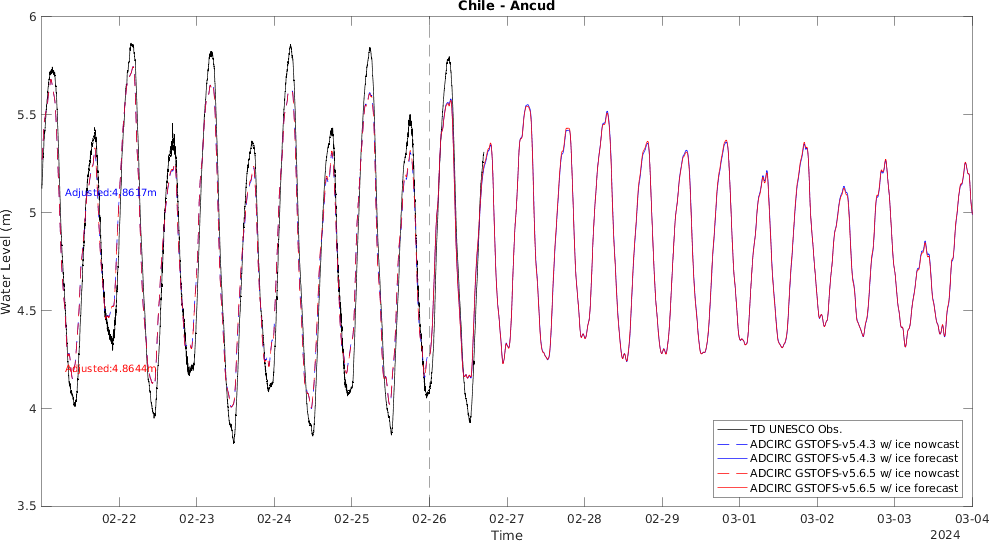 Chile - Ancud
6
5.5
5
4.5
4
3.5
Water Level (m)
Adjusted:4.8617m
Adjusted:4.8644m
TD UNESCO Obs.
ADCIRC GSTOFS-v5.4.3 w/ ice nowcast
ADCIRC GSTOFS-v5.4.3 w/ ice forecast
ADCIRC GSTOFS-v5.6.5 w/ ice nowcast
ADCIRC GSTOFS-v5.6.5 w/ ice forecast
02-22 02-23 02-24 02-25 02-26 02-27 02-28 02-29 03-01 03-02 03-03 03-04
Time
2024